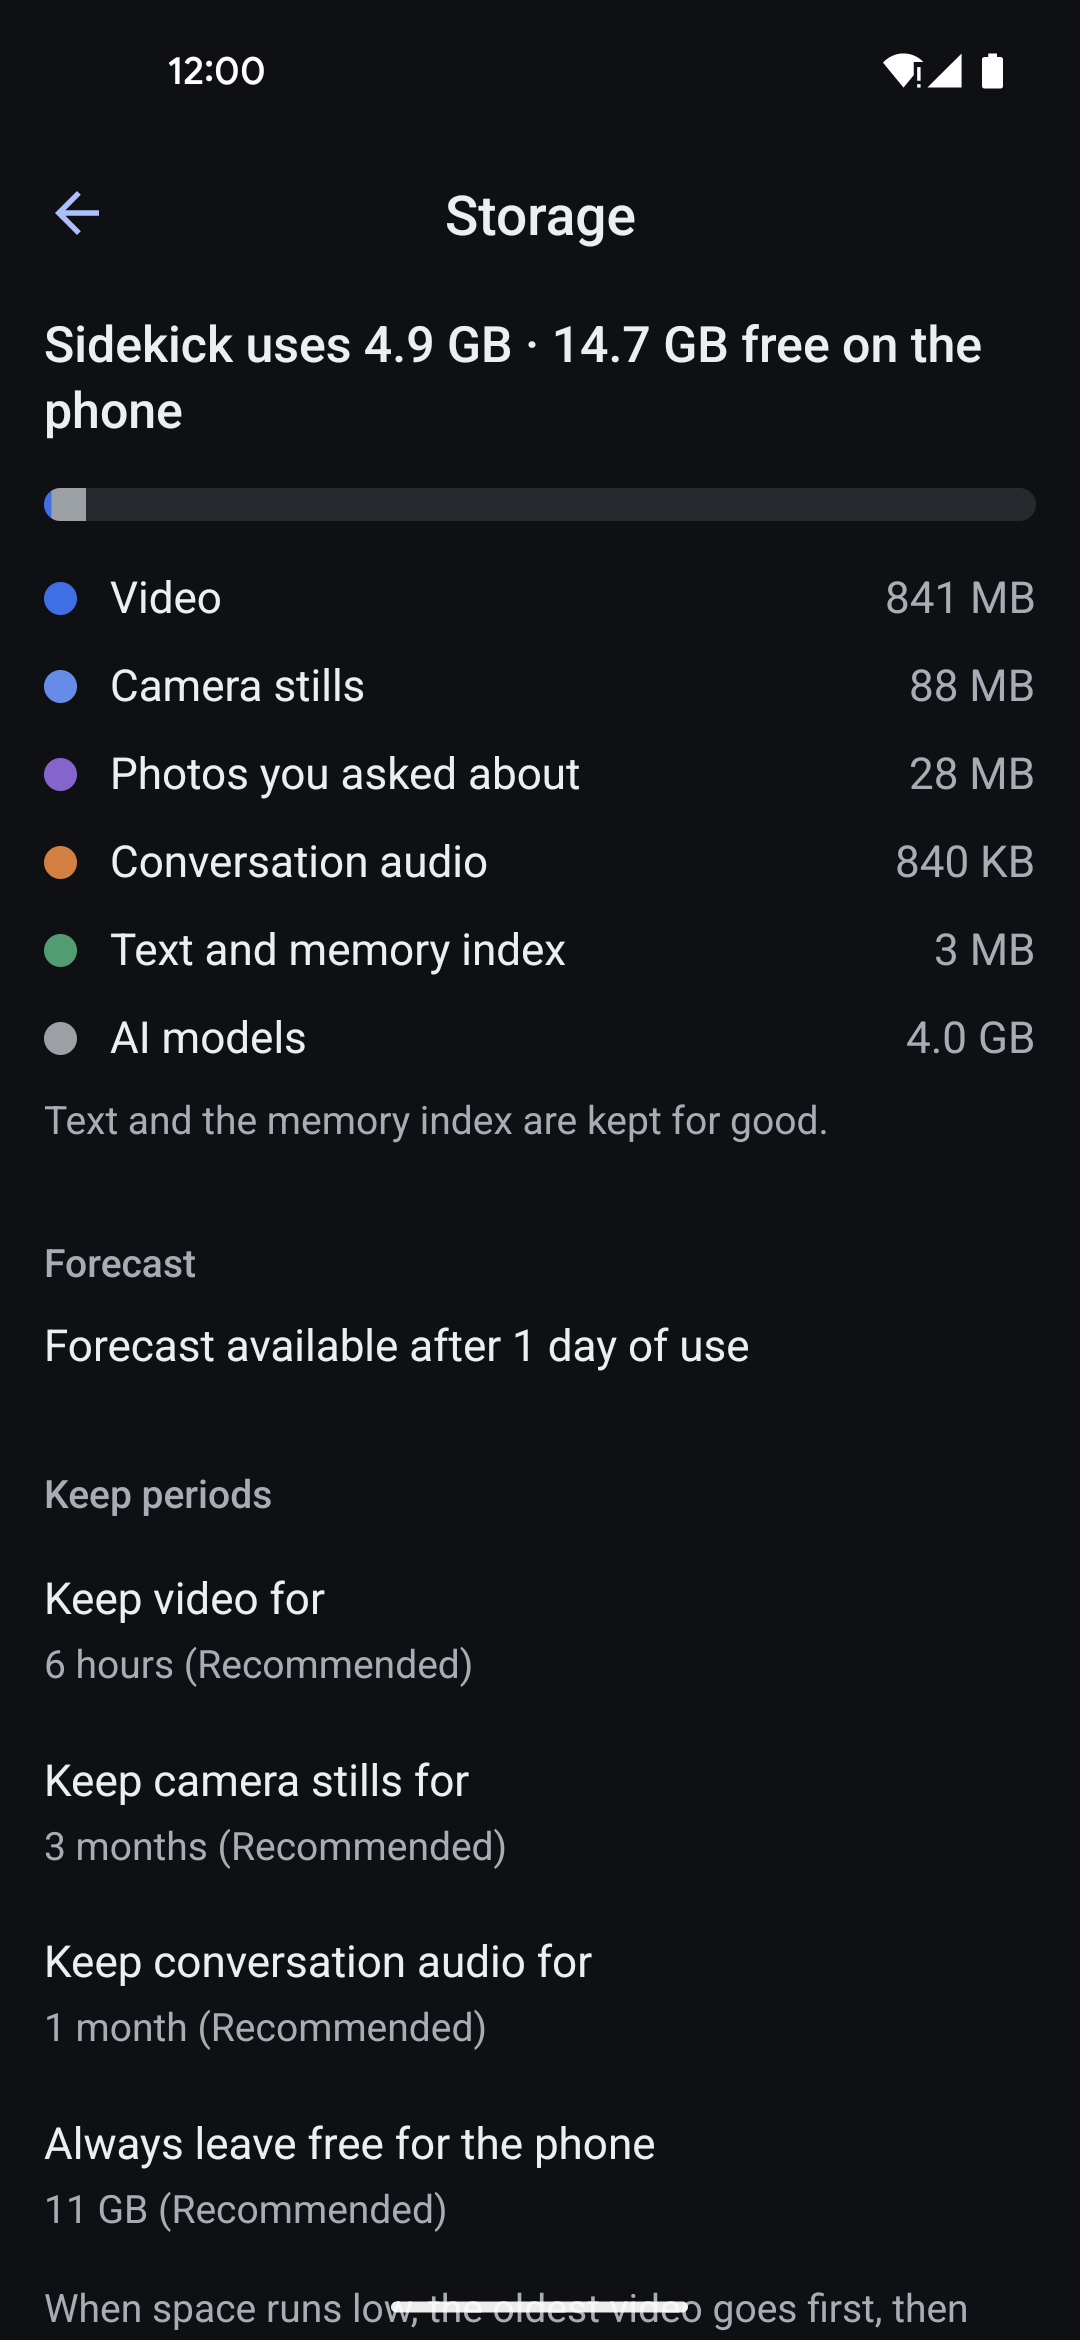 12:00
Storage
Sidekick uses 4.9 GB · 14.7 GB free on the
phone
Video 841 MB
Camera stills 88 MB
Photos you asked about 28 MB
Conversation audio 840 KB
Text and memory index 3 MB
AI models 4.0 GB
Text and the memory index are kept for good.
Forecast
Forecast available after 1 day of use
Keep periods
Keep video for
6 hours (Recommended)
Keep camera stills for
3 months (Recommended)
Keep conversation audio for
1 month (Recommended)
Always leave free for the phone
11 GB (Recommended)
When space runs low, the oldest video goes first, then